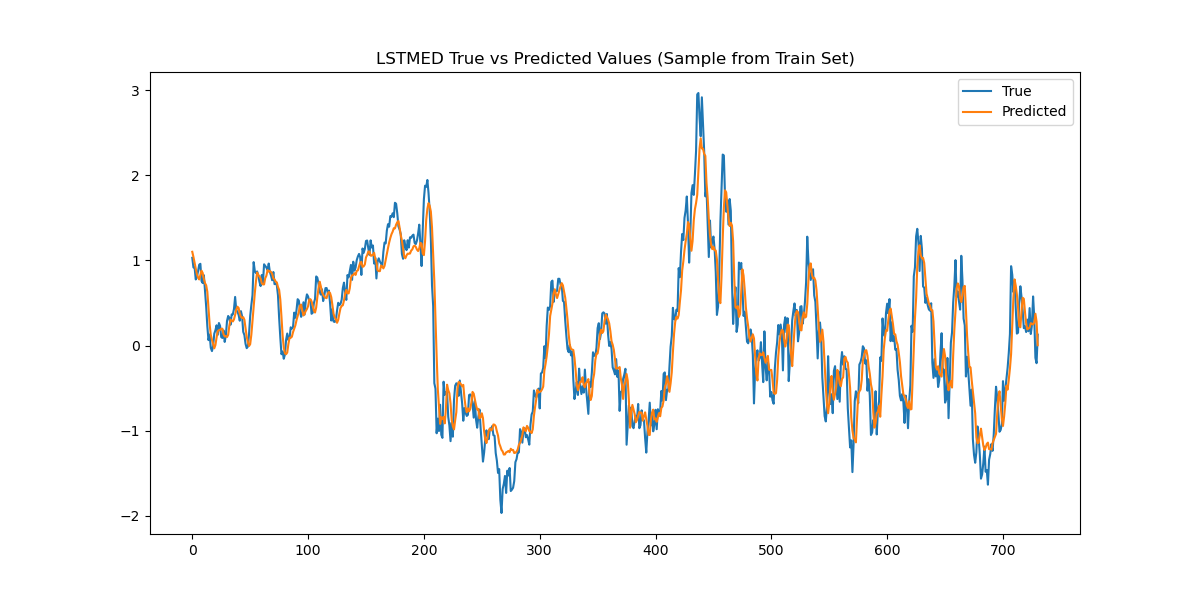 LSTMED True vs Predicted Values (Sample from Train Set)
True
Predicted
3
2
1
0
−1
−2
0 100 200 300 400 500 600 700